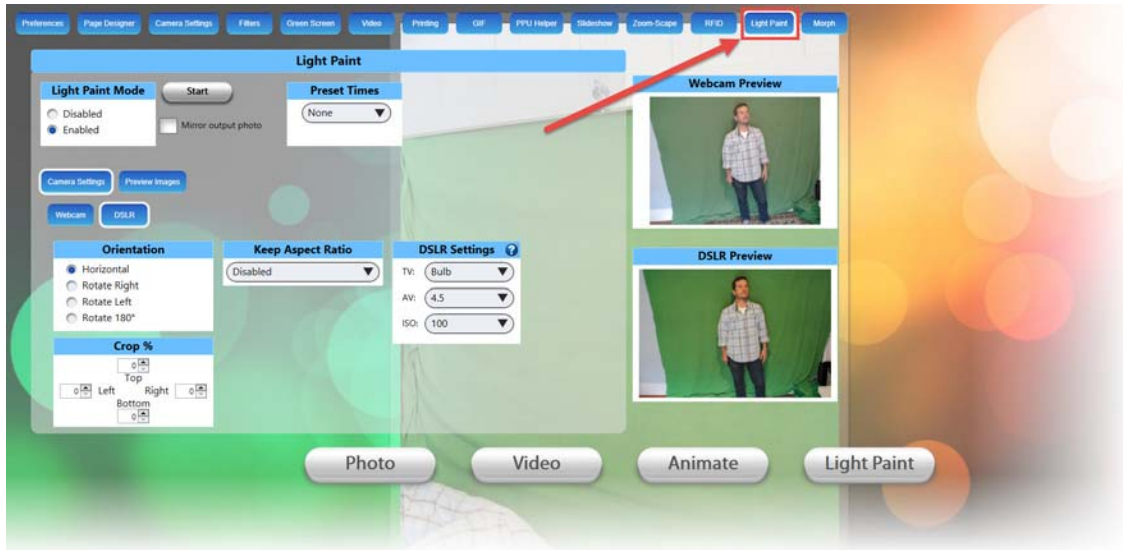 Preferences Page Designer Camera Settings Filters Green Screen Video Printing GIF PPU Helper Slideshow Zoom-Scape RFID Light Paint Morph
Light Paint
Light Paint Mode
Disabled
Enabled
Start
Mirror output photo
Preset Times
None
Camera Settings Preview Images
Webcam DSLR
Orientation
Horizontal
Rotate Right
Rotate Left
Rotate 180°
Keep Aspect Ratio
Disabled
DSLR Settings ?
TV: Bulb
AV: 4.5
ISO: 100
Crop %
0
Top
0 Left Right 0
Bottom
0
Webcam Preview
DSLR Preview
Photo Video Animate Light Paint